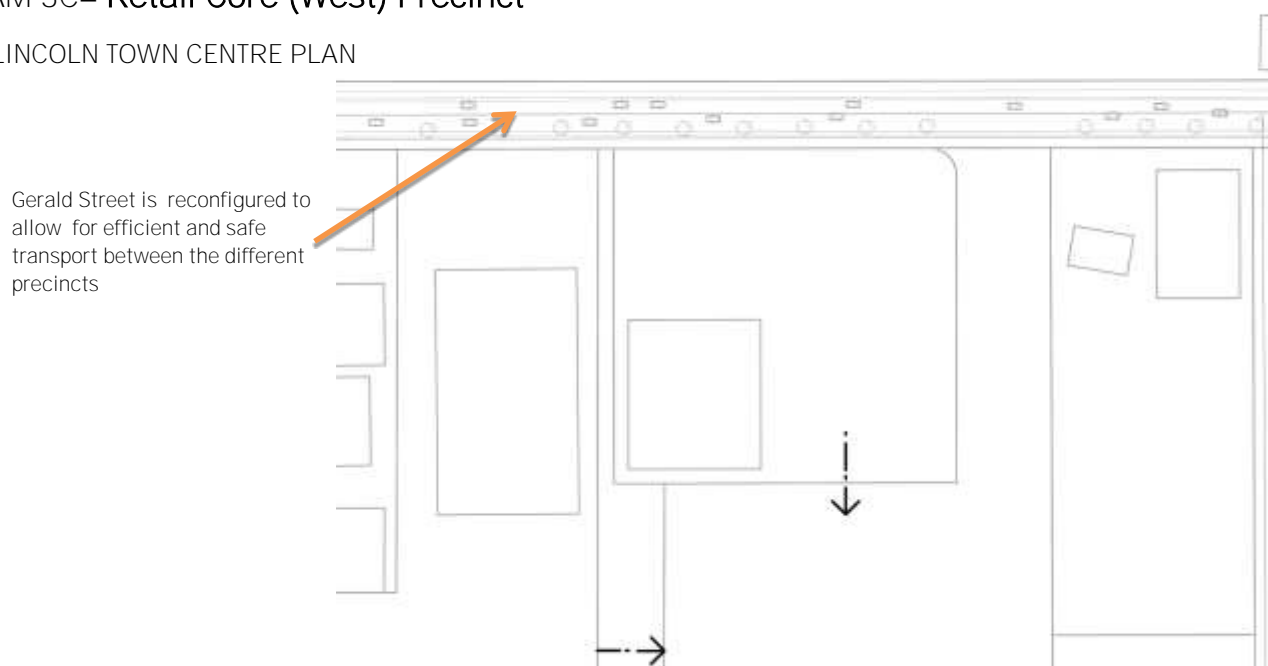 Retail Core (West) Precinct
LINCOLN TOWN CENTRE PLAN
Gerald Street is reconfigured to
allow for efficient and safe
transport between the different
precincts